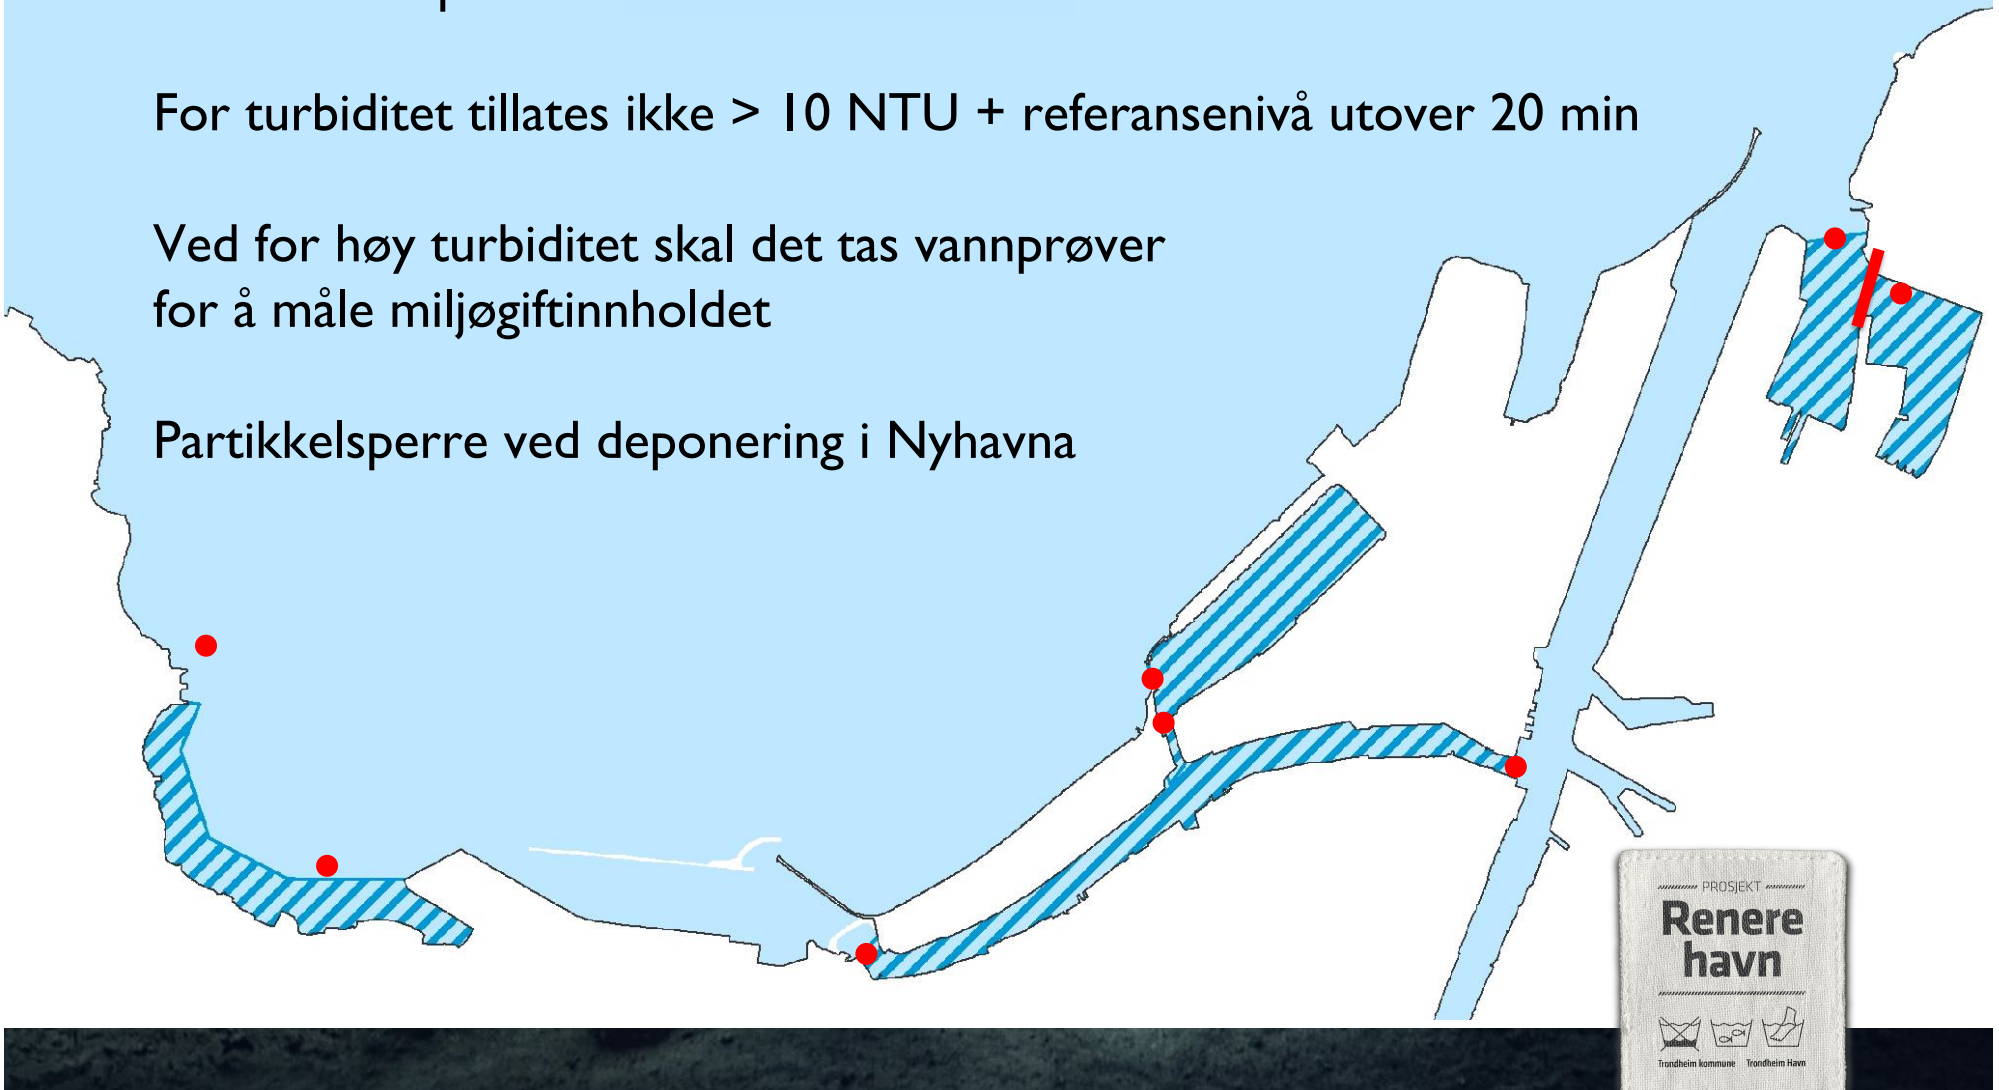 For turbiditet tillates ikke > 10 NTU + referansenivå utover 20 min
Ved for høy turbiditet skal det tas vannprøver
for å måle miljøgiftinnholdet
Partikkelsperre ved deponering i Nyhavna
PROSJEKT
Renere
havn
Trondheim kommune Trondheim Havn